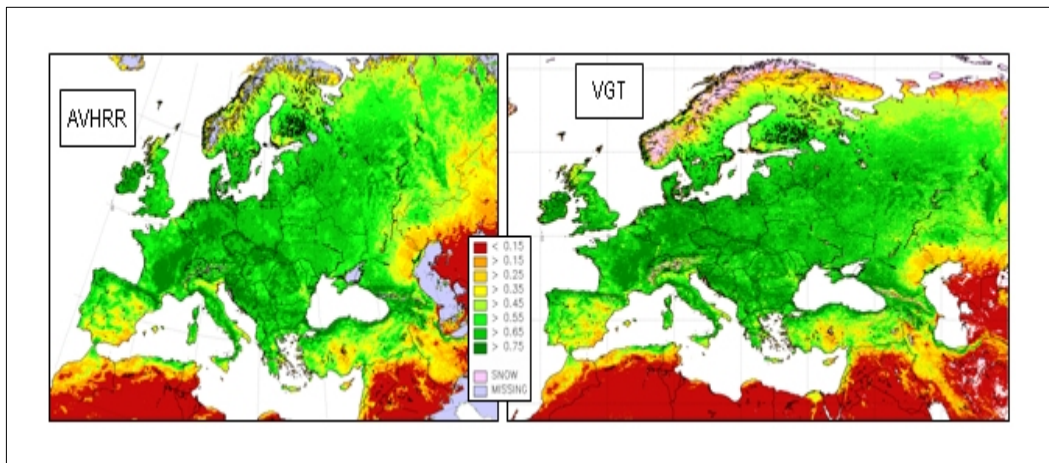 AVHRR
VGT
< 0.15
> 0.15
> 0.25
> 0.35
> 0.45
> 0.55
> 0.65
> 0.75
SNOW
MISSING